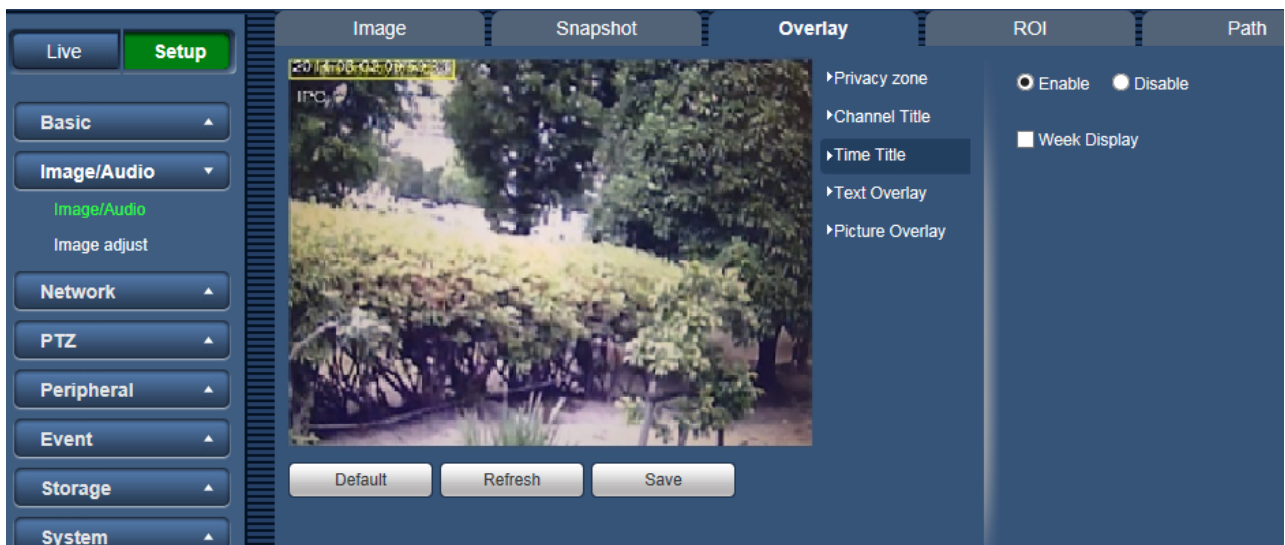 Live
Setup
Basic
Image/Audio
Image/Audio
Image adjust
Network
PTZ
Peripheral
Event
Storage
System
Image
Snapshot
Overlay
ROI
Path
IPC
Privacy zone
Channel Title
Time Title
Text Overlay
Picture Overlay
Enable
Disable
Week Display
Default
Refresh
Save